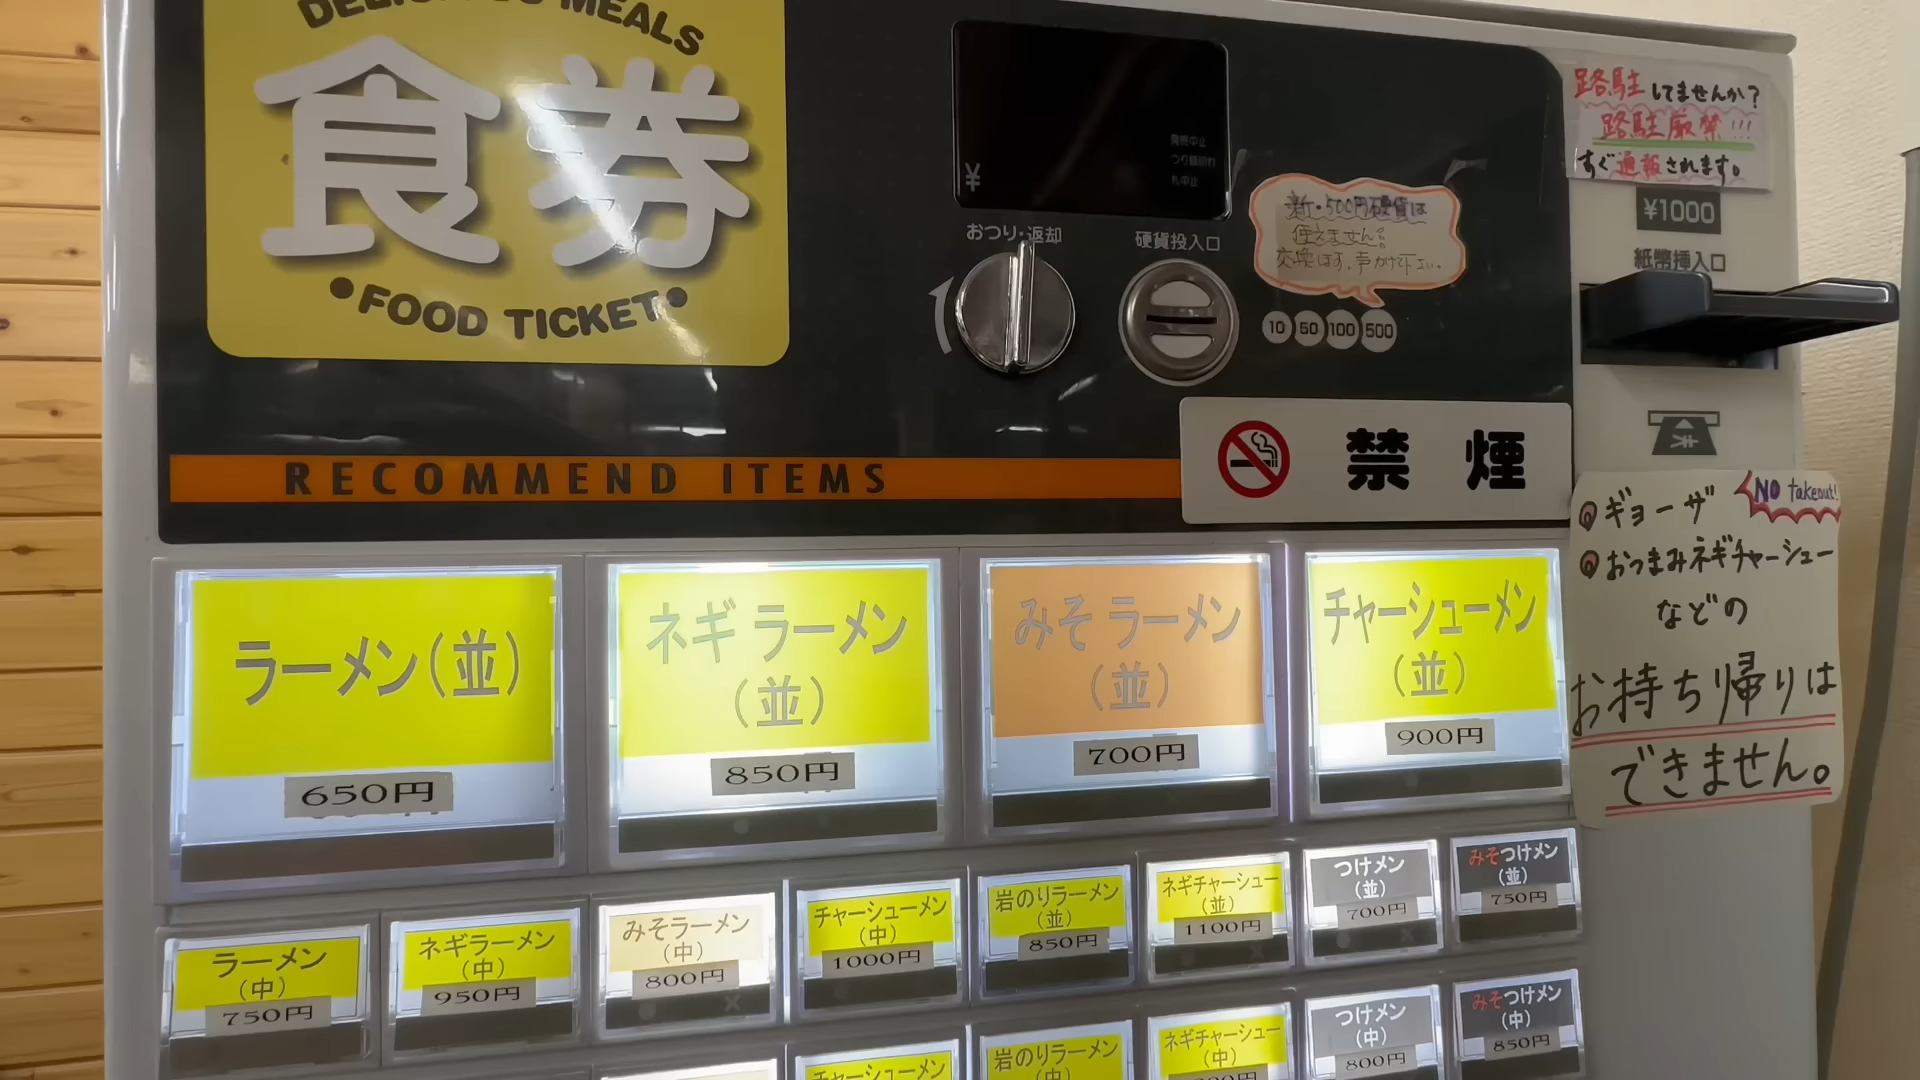 MEALS
食券
•FOOD TICKET•
¥
おつり・返却
硬貨投入口
新・500円硬貨は
使えません。
交換します。声かけて下さい。
10 50 100 500
路駐してませんか?
路駐厳禁!!!
すぐ通報されます。
¥1000
紙幣挿入口
RECOMMEND ITEMS
禁煙
NO takeout!
ギョーザ
おつまみネギチャーシュー
などの
お持ち帰りは
できません。
ラーメン(並)
650円
ネギ ラーメン
(並)
850円
みそ ラーメン
(並)
700円
チャーシューメン
(並)
900円
ラーメン
(中)
750円
ネギラーメン
(中)
950円
みそラーメン
(中)
800円
チャーシューメン
(中)
1000円
岩のりラーメン
(並)
850円
ネギチャーシュー
(並)
1100円
つけメン
(並)
700円
みそつけメン
(並)
750円
チャーシューメン
岩のりラーメン
(中)
ネギチャーシュー
(中)
つけメン
(中)
800円
みそつけメン
(中)
850円